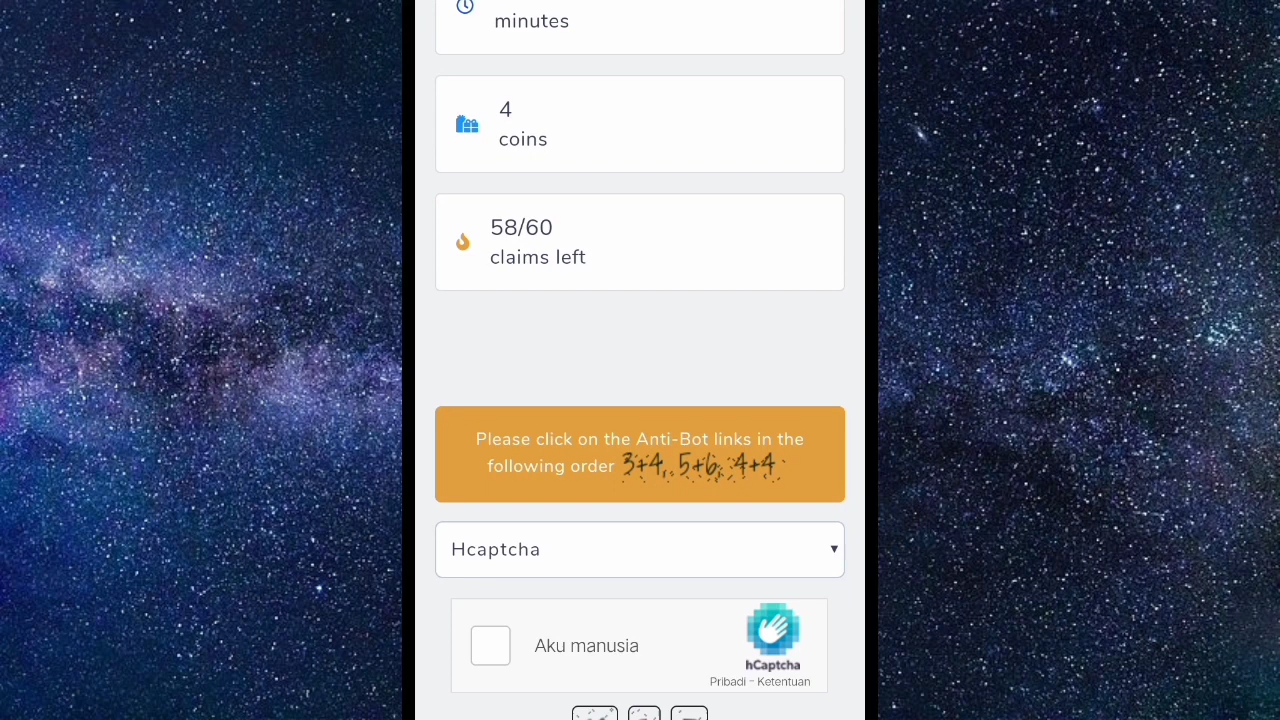 minutes
4
coins
58/60
claims left
Please click on the Anti-Bot links in the
following order 3+4, 5+6, 4+4
Hcaptcha
Aku manusia
hCaptcha
Pribadi - Ketentuan